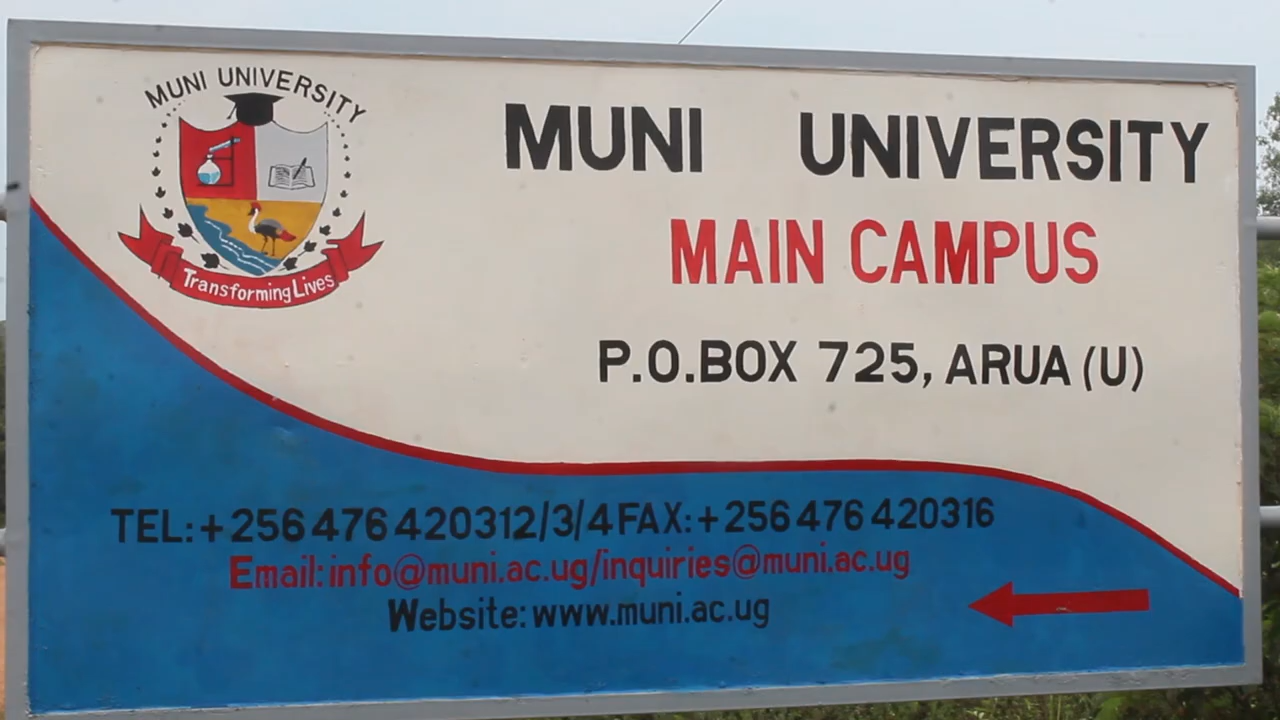 MUNI UNIVERSITY
Transforming Lives
MUNI UNIVERSITY
MAIN CAMPUS
P.O.BOX 725, ARUA (U)
TEL:+256 476 420312/3/4 FAX:+256 476 420316
Email:info@muni.ac.ug/inquiries@muni.ac.ug
Website:www.muni.ac.ug